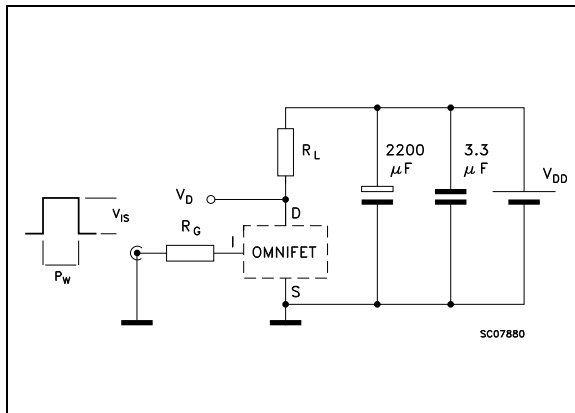 2200
μF
3.3
μF
R_L
V_DD
V_D
D
V_IS
R_G
I
OMNIFET
P_W
S
SC07880